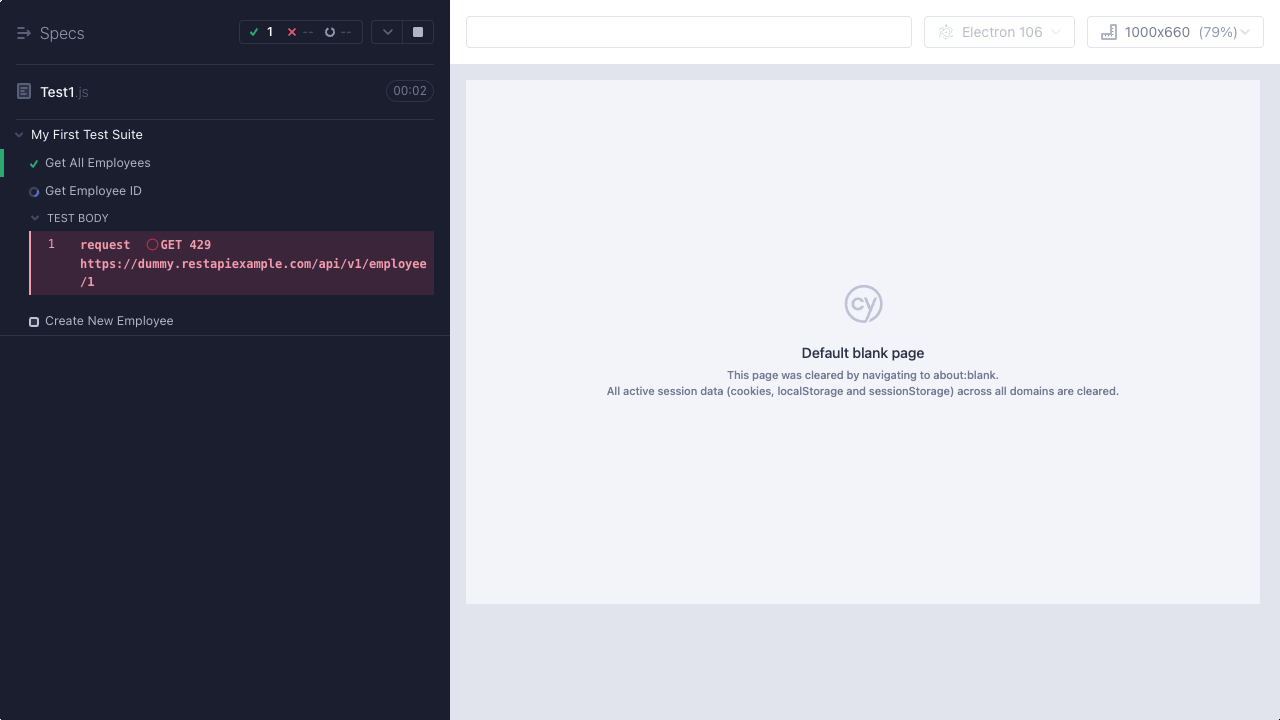 Specs
1
--
--
Electron 106
1000x660 (79%)
Test1.js
00:02
My First Test Suite
Get All Employees
Get Employee ID
TEST BODY
1 request GET 429
https://dummy.restapiexample.com/api/v1/employee
/1
Create New Employee
cy
Default blank page
This page was cleared by navigating to about:blank.
All active session data (cookies, localStorage and sessionStorage) across all domains are cleared.